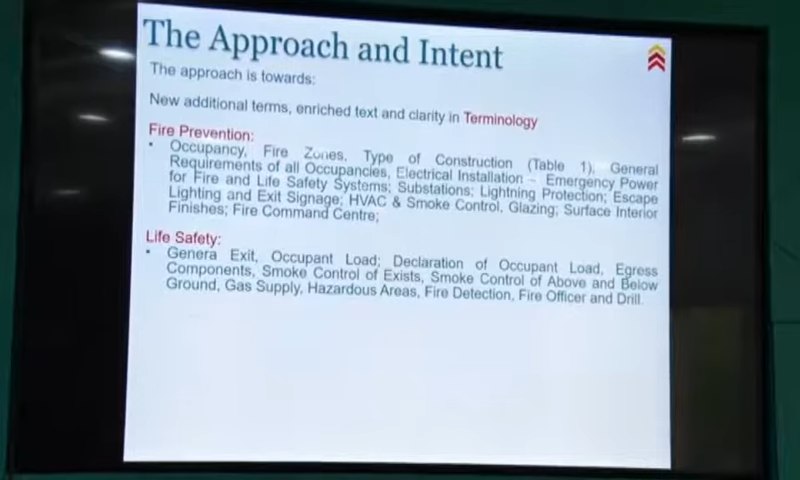 The Approach and Intent
The approach is towards:
New additional terms, enriched text and clarity in Terminology
Fire Prevention:
• Occupancy, Fire Zones, Type of Construction (Table 1), General
Requirements of all Occupancies, Electrical Installation – Emergency Power
for Fire and Life Safety Systems; Substations; Lightning Protection; Escape
Lighting and Exit Signage; HVAC & Smoke Control, Glazing; Surface Interior
Finishes; Fire Command Centre;
Life Safety:
• Genera Exit, Occupant Load; Declaration of Occupant Load, Egress
Components, Smoke Control of Exists, Smoke Control of Above and Below
Ground, Gas Supply, Hazardous Areas, Fire Detection, Fire Officer and Drill.